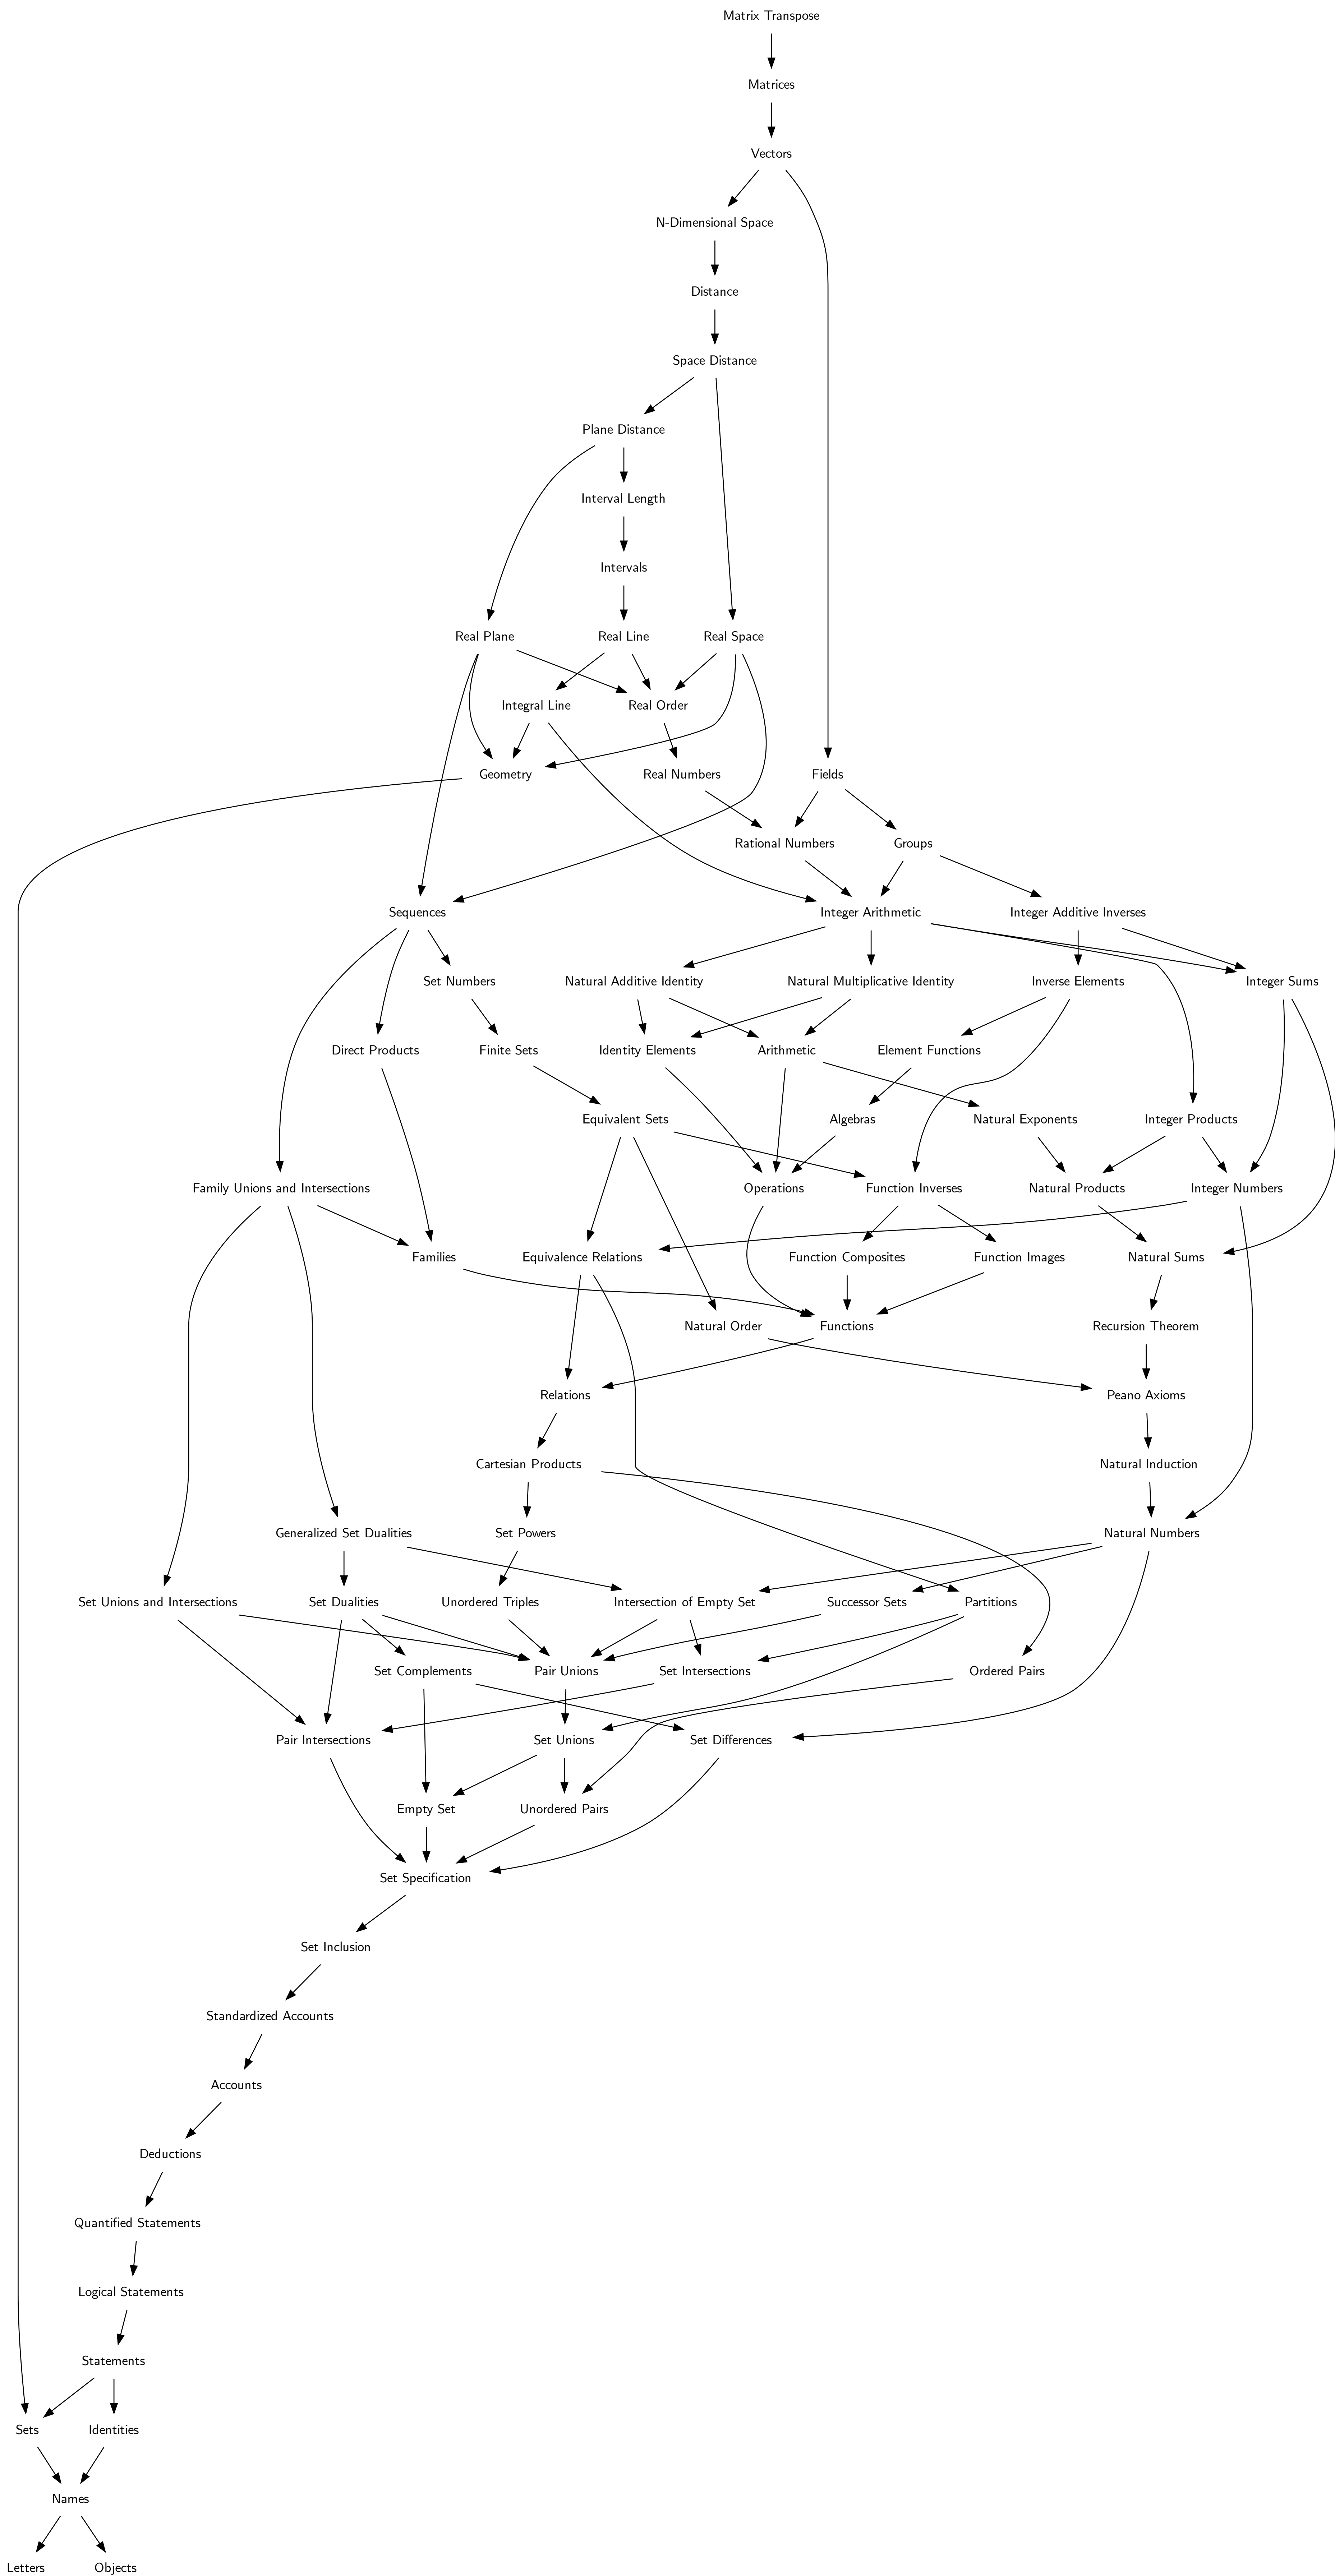 Matrix Transpose
Matrices
Vectors
N-Dimensional Space
Distance
Space Distance
Plane Distance
Interval Length
Intervals
Real Plane
Real Line
Real Space
Integral Line
Real Order
Geometry
Real Numbers
Fields
Rational Numbers
Groups
Sequences
Integer Arithmetic
Integer Additive Inverses
Set Numbers
Natural Additive Identity
Natural Multiplicative Identity
Inverse Elements
Integer Sums
Direct Products
Finite Sets
Identity Elements
Arithmetic
Element Functions
Equivalent Sets
Algebras
Natural Exponents
Integer Products
Family Unions and Intersections
Operations
Function Inverses
Natural Products
Integer Numbers
Families
Equivalence Relations
Function Composites
Function Images
Natural Sums
Natural Order
Functions
Recursion Theorem
Relations
Peano Axioms
Cartesian Products
Natural Induction
Generalized Set Dualities
Set Powers
Natural Numbers
Set Unions and Intersections
Set Dualities
Unordered Triples
Intersection of Empty Set
Successor Sets
Partitions
Set Complements
Pair Unions
Set Intersections
Ordered Pairs
Pair Intersections
Set Unions
Set Differences
Empty Set
Unordered Pairs
Set Specification
Set Inclusion
Standardized Accounts
Accounts
Deductions
Quantified Statements
Logical Statements
Statements
Sets
Identities
Names
Letters
Objects